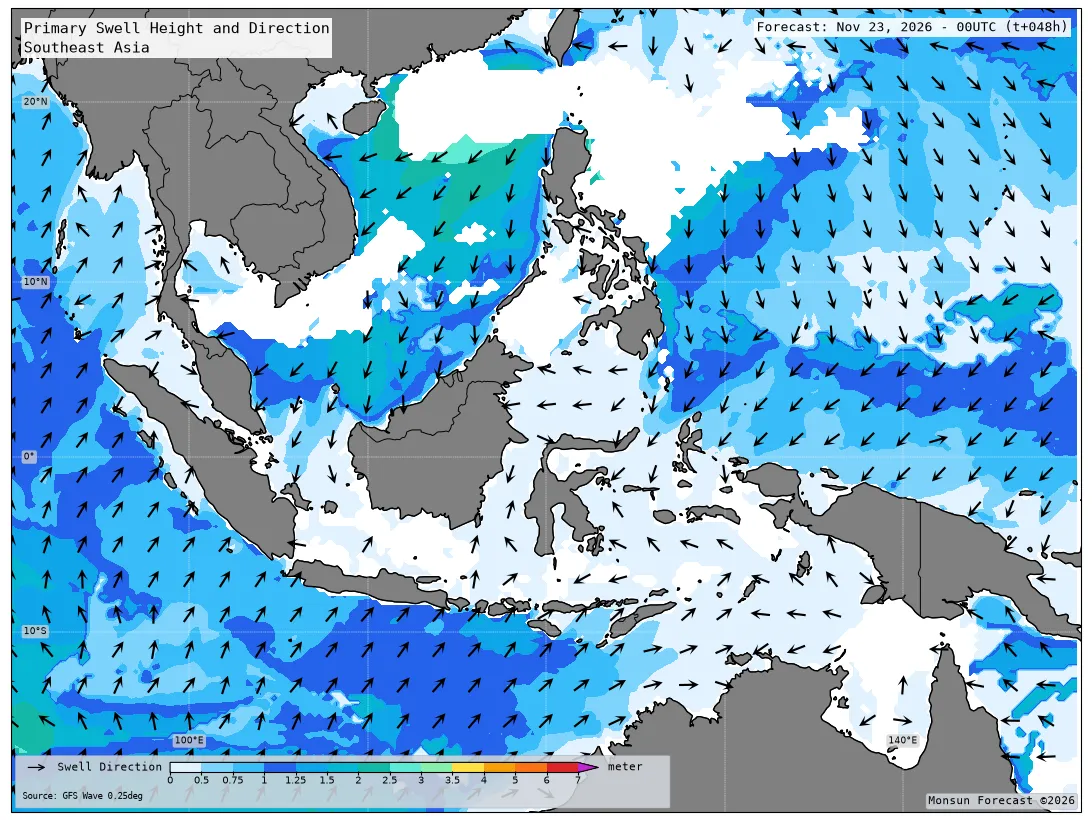 Primary Swell Height and Direction
Southeast Asia
Forecast: Nov 23, 2026 - 00UTC (t+048h)
20°N
10°N
0°
10°S
100°E
140°E
Swell Direction
0 0.5 0.75 1 1.25 1.5 2 2.5 3 3.5 4 5 6 7
meter
Source: GFS Wave 0.25deg
Monsun Forecast ©2026